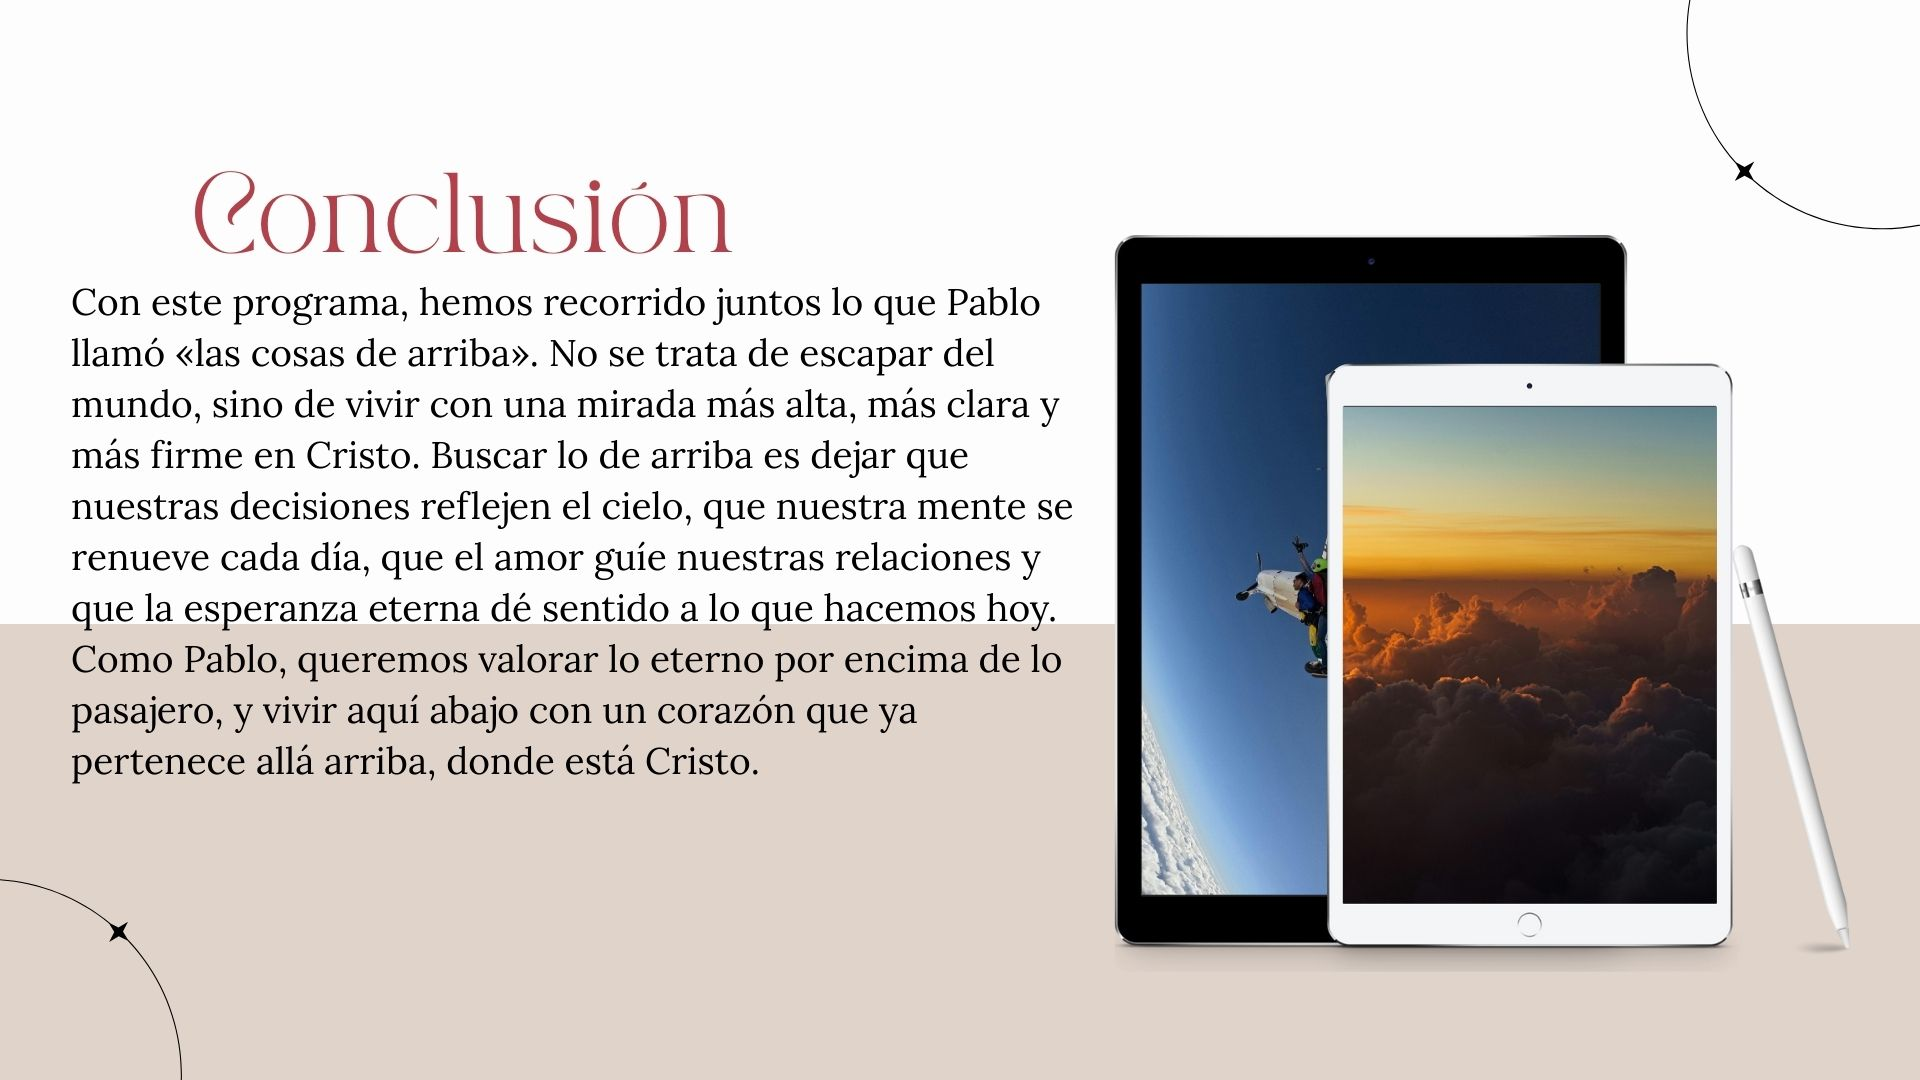 Conclusión
Con este programa, hemos recorrido juntos lo que Pablo
llamó «las cosas de arriba». No se trata de escapar del
mundo, sino de vivir con una mirada más alta, más clara y
más firme en Cristo. Buscar lo de arriba es dejar que
nuestras decisiones reflejen el cielo, que nuestra mente se
renueve cada día, que el amor guíe nuestras relaciones y
que la esperanza eterna dé sentido a lo que hacemos hoy.
Como Pablo, queremos valorar lo eterno por encima de lo
pasajero, y vivir aquí abajo con un corazón que ya
pertenece allá arriba, donde está Cristo.